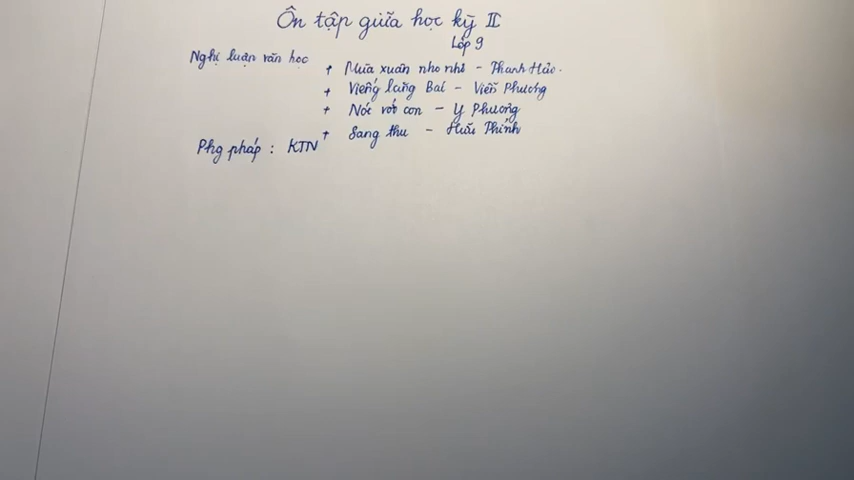 Ôn tập giữa học kỳ II
Lớp 9
Nghị luận văn học
+ Mùa xuân nho nhỏ - Thanh Hải.
+ Viếng lăng Bác - Viễn Phương
+ Nói với con - Y Phương
+ Sang thu - Hữu Thỉnh
Phg pháp : KTN